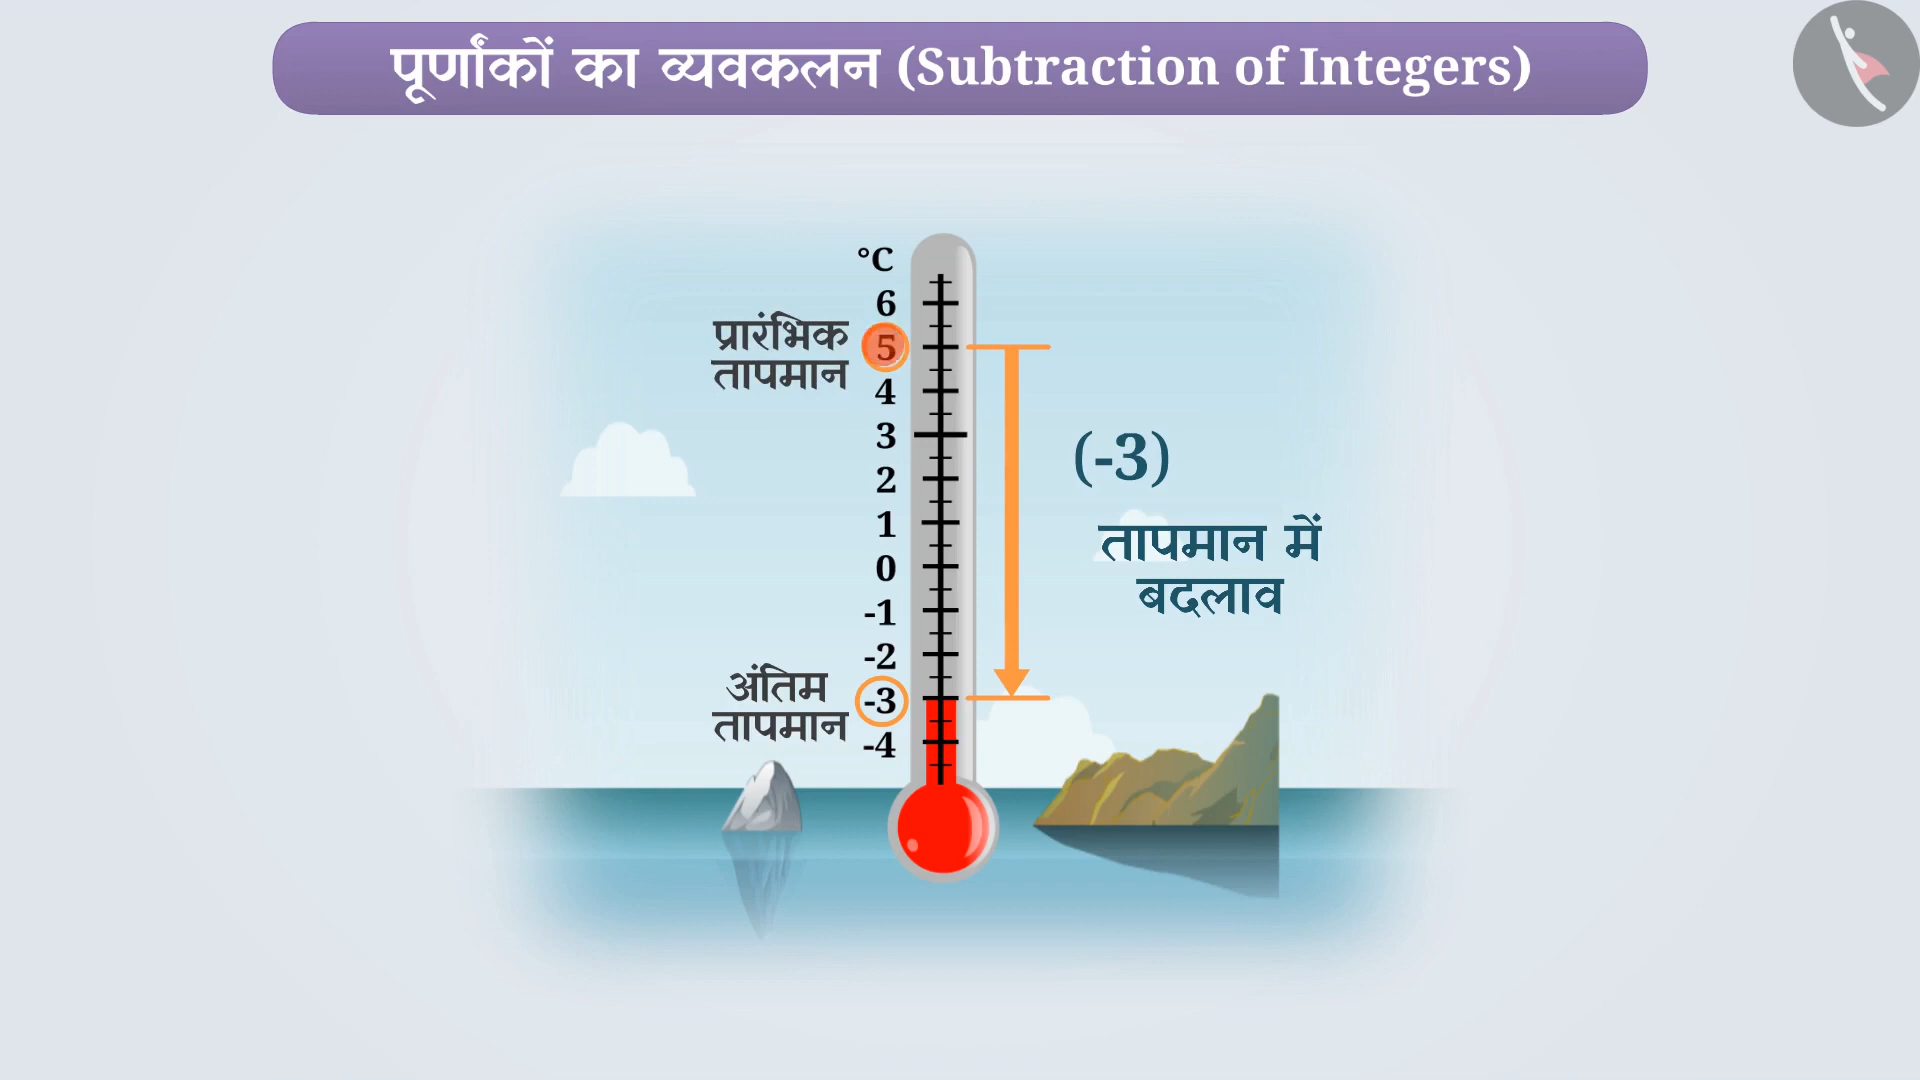 पूर्णांकों का व्यवकलन (Subtraction of Integers)
°C
6
प्रारंभिक
तापमान
5
4
3
2
1
0
-1
-2
अंतिम
तापमान
-3
-4
(-3)
तापमान में
बदलाव